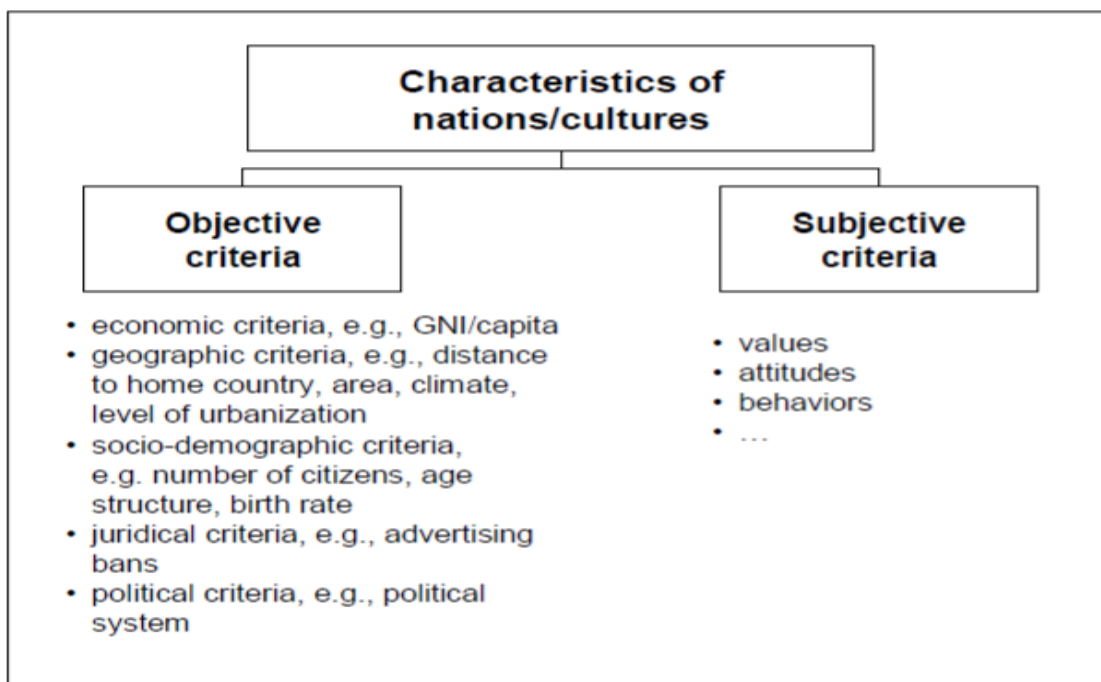 Characteristics of
nations/cultures
Objective
criteria
Subjective
criteria
• economic criteria, e.g., GNI/capita
• geographic criteria, e.g., distance
to home country, area, climate,
level of urbanization
• socio-demographic criteria,
e.g. number of citizens, age
structure, birth rate
• juridical criteria, e.g., advertising
bans
• political criteria, e.g., political
system
• values
• attitudes
• behaviors
• ...